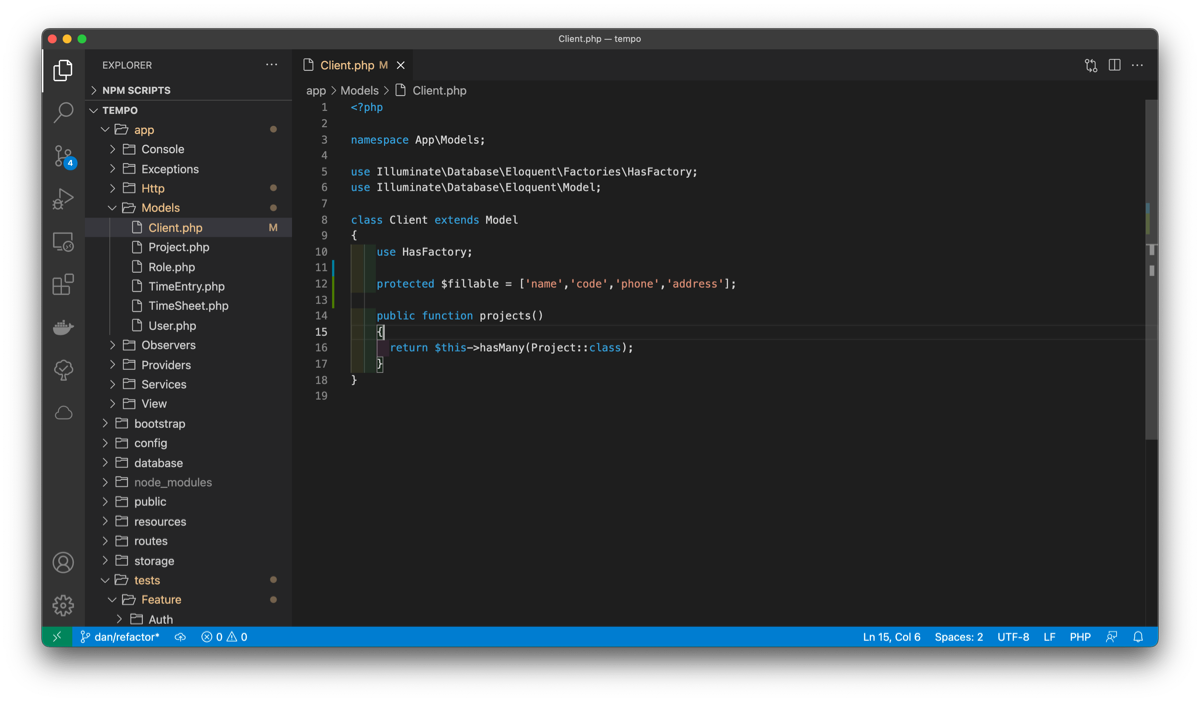 Client.php — tempo
EXPLORER
NPM SCRIPTS
TEMPO
app
Console
Exceptions
Http
Models
Client.php M
Project.php
Role.php
TimeEntry.php
TimeSheet.php
User.php
Observers
Providers
Services
View
bootstrap
config
database
node_modules
public
resources
routes
storage
tests
Feature
Auth
4
Client.php M
app > Models > Client.php
1 <?php
2
3 namespace App\Models;
4
5 use Illuminate\Database\Eloquent\Factories\HasFactory;
6 use Illuminate\Database\Eloquent\Model;
7
8 class Client extends Model
9 {
10 use HasFactory;
11
12 protected $fillable = ['name','code','phone','address'];
13
14 public function projects()
15 {
16 return $this->hasMany(Project::class);
17 }
18 }
19
dan/refactor* 0 0 Ln 15, Col 6 Spaces: 2 UTF-8 LF PHP